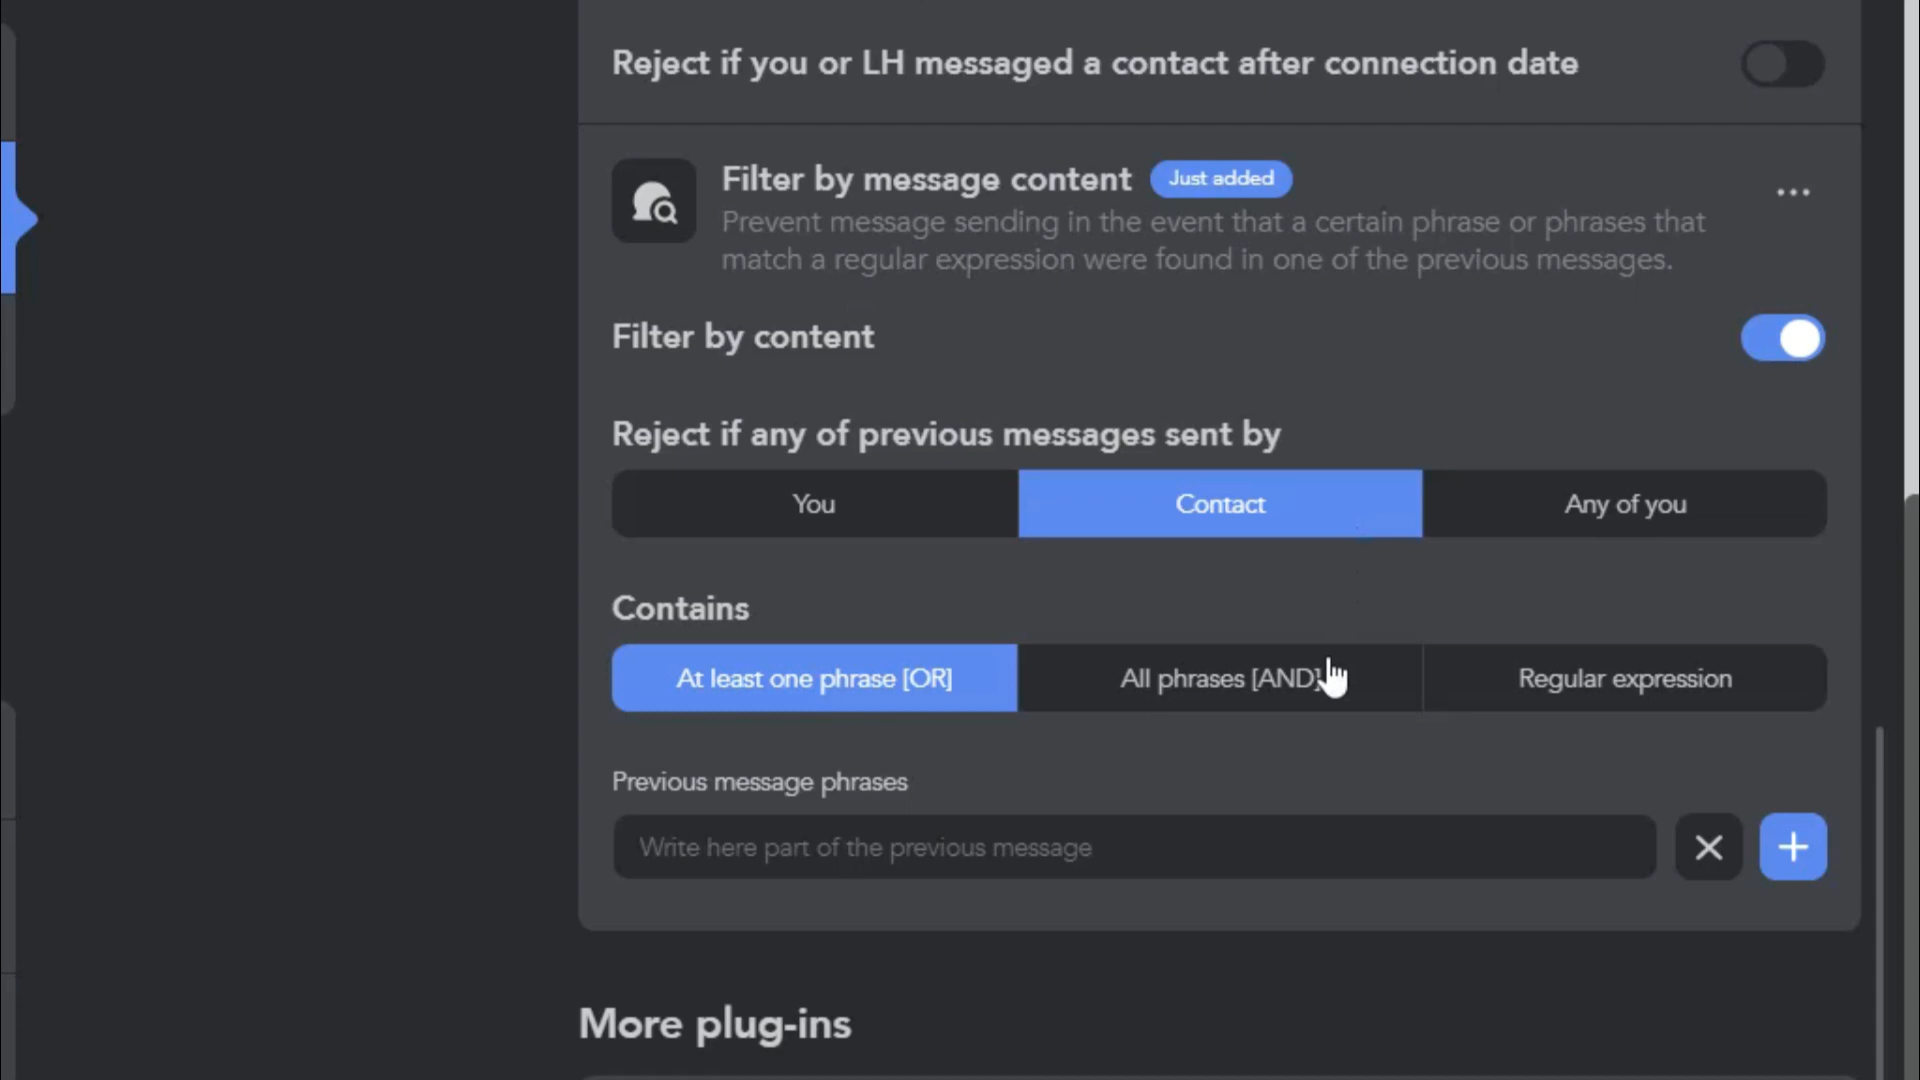 Reject if you or LH messaged a contact after connection date
Filter by message content
Just added
Prevent message sending in the event that a certain phrase or phrases that
match a regular expression were found in one of the previous messages.
Filter by content
Reject if any of previous messages sent by
You
Contact
Any of you
Contains
At least one phrase [OR]
All phrases [AND]
Regular expression
Previous message phrases
Write here part of the previous message
More plug-ins